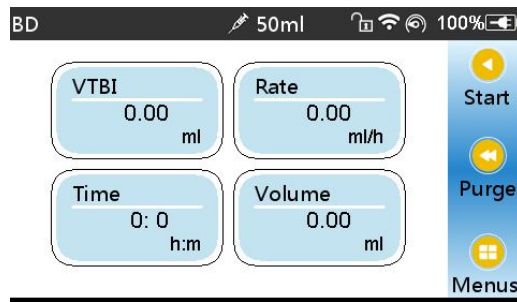 BD 50ml 100%
VTBI
0.00
ml
Rate
0.00
ml/h
Time
0: 0
h:m
Volume
0.00
ml
Start
Purge
Menus